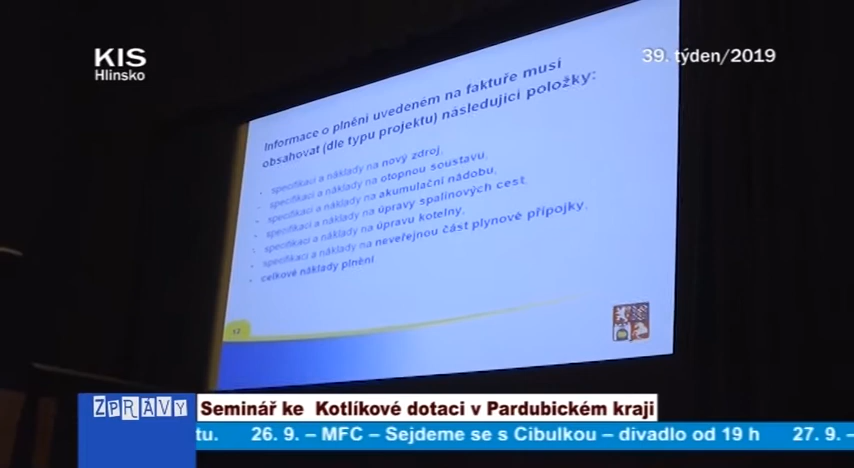 KIS
Hlinsko
39. týden/2019
Informace o plnění uvedeném na faktuře musí
obsahovat (dle typu projektu) následující položky:
specifikaci a náklady na nový zdroj,
specifikaci a náklady na otopnou soustavu,
specifikaci a náklady na akumulační nádobu,
specifikaci a náklady na úpravy spalinových cest,
specifikaci a náklady na úpravu kotelny,
specifikaci a náklady na neveřejnou část plynové přípojky,
celkové náklady plnění
13
ZPRÁVY
Seminář ke Kotlíkové dotaci v Pardubickém kraji
tu. 26. 9. – MFC – Sejdeme se s Cibulkou – divadlo od 19 h 27. 9. –